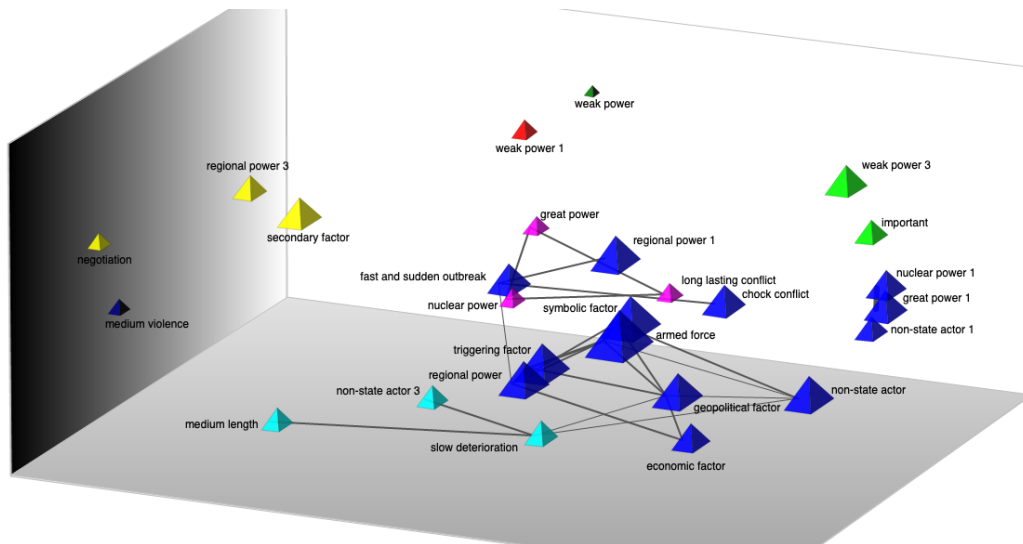 weak power
weak power 1
regional power 3
weak power 3
great power
important
secondary factor
regional power 1
negotiation
fast and sudden outbreak
long lasting conflict
nuclear power 1
chock conflict
great power 1
nuclear power
symbolic factor
medium violence
non-state actor 1
armed force
triggering factor
regional power
non-state actor
non-state actor 3
geopolitical factor
medium length
slow deterioration
economic factor